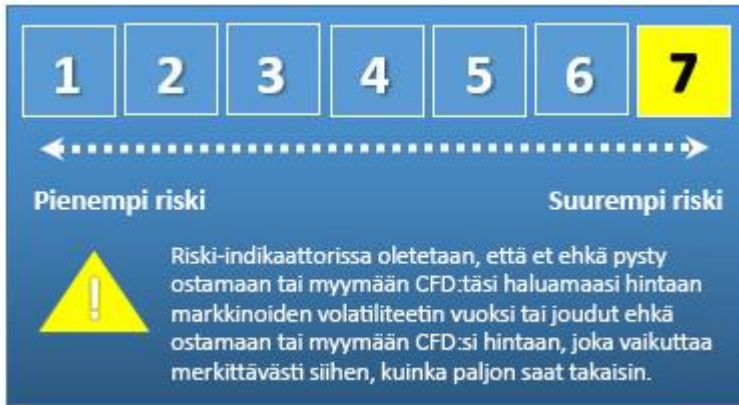 1 2 3 4 5 6 7
Pienempi riski Suurempi riski
Riski-indikaattorissa oletetaan, että et ehkä pysty
ostamaan tai myymään CFD:täsi haluamaasi hintaan
markkinoiden volatiliteetin vuoksi tai joudut ehkä
ostamaan tai myymään CFD:si hintaan, joka vaikuttaa
merkittävästi siihen, kuinka paljon saat takaisin.